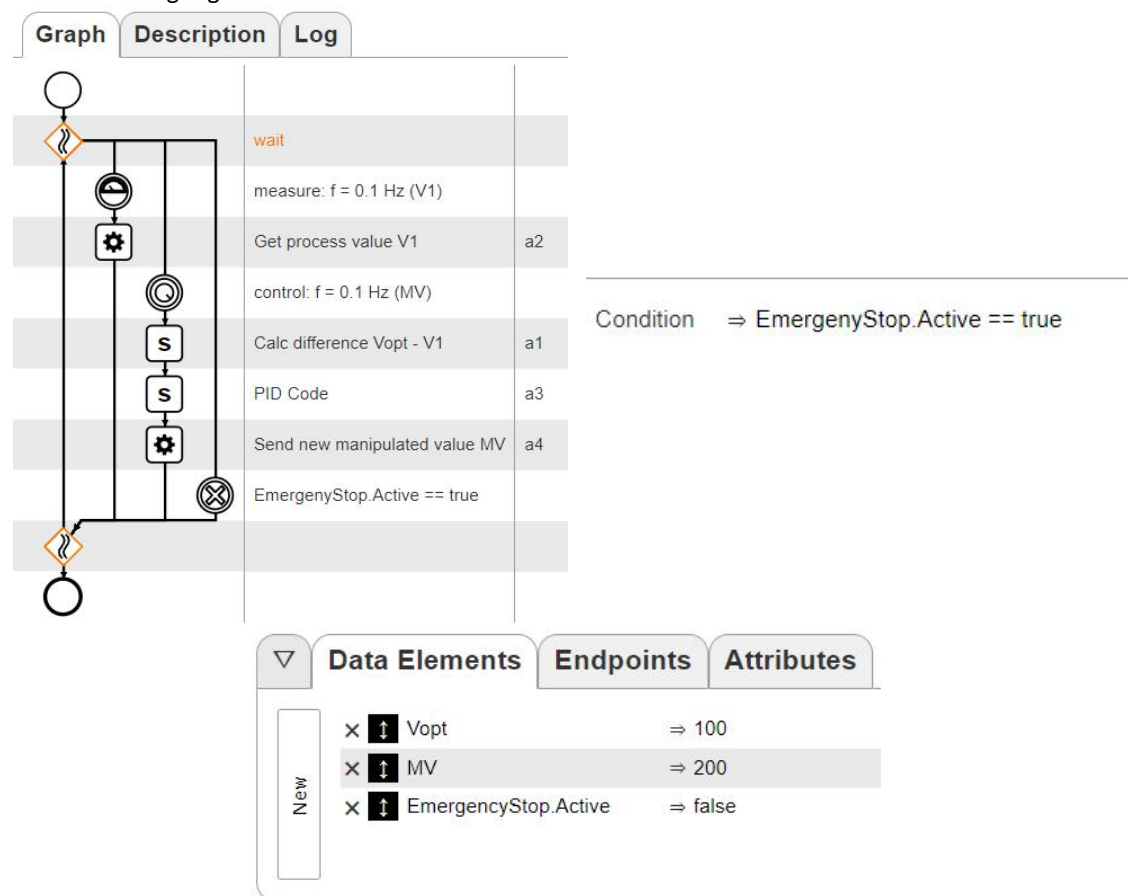 Graph Description Log
wait
measure: f = 0.1 Hz (V1)
Get process value V1 a2
control: f = 0.1 Hz (MV)
S Calc difference Vopt - V1 a1
S PID Code a3
Send new manipulated value MV a4
EmergenyStop.Active == true
Condition ⇒ EmergenyStop.Active == true
Data Elements Endpoints Attributes
New
× Vopt ⇒ 100
× MV ⇒ 200
× EmergencyStop.Active ⇒ false